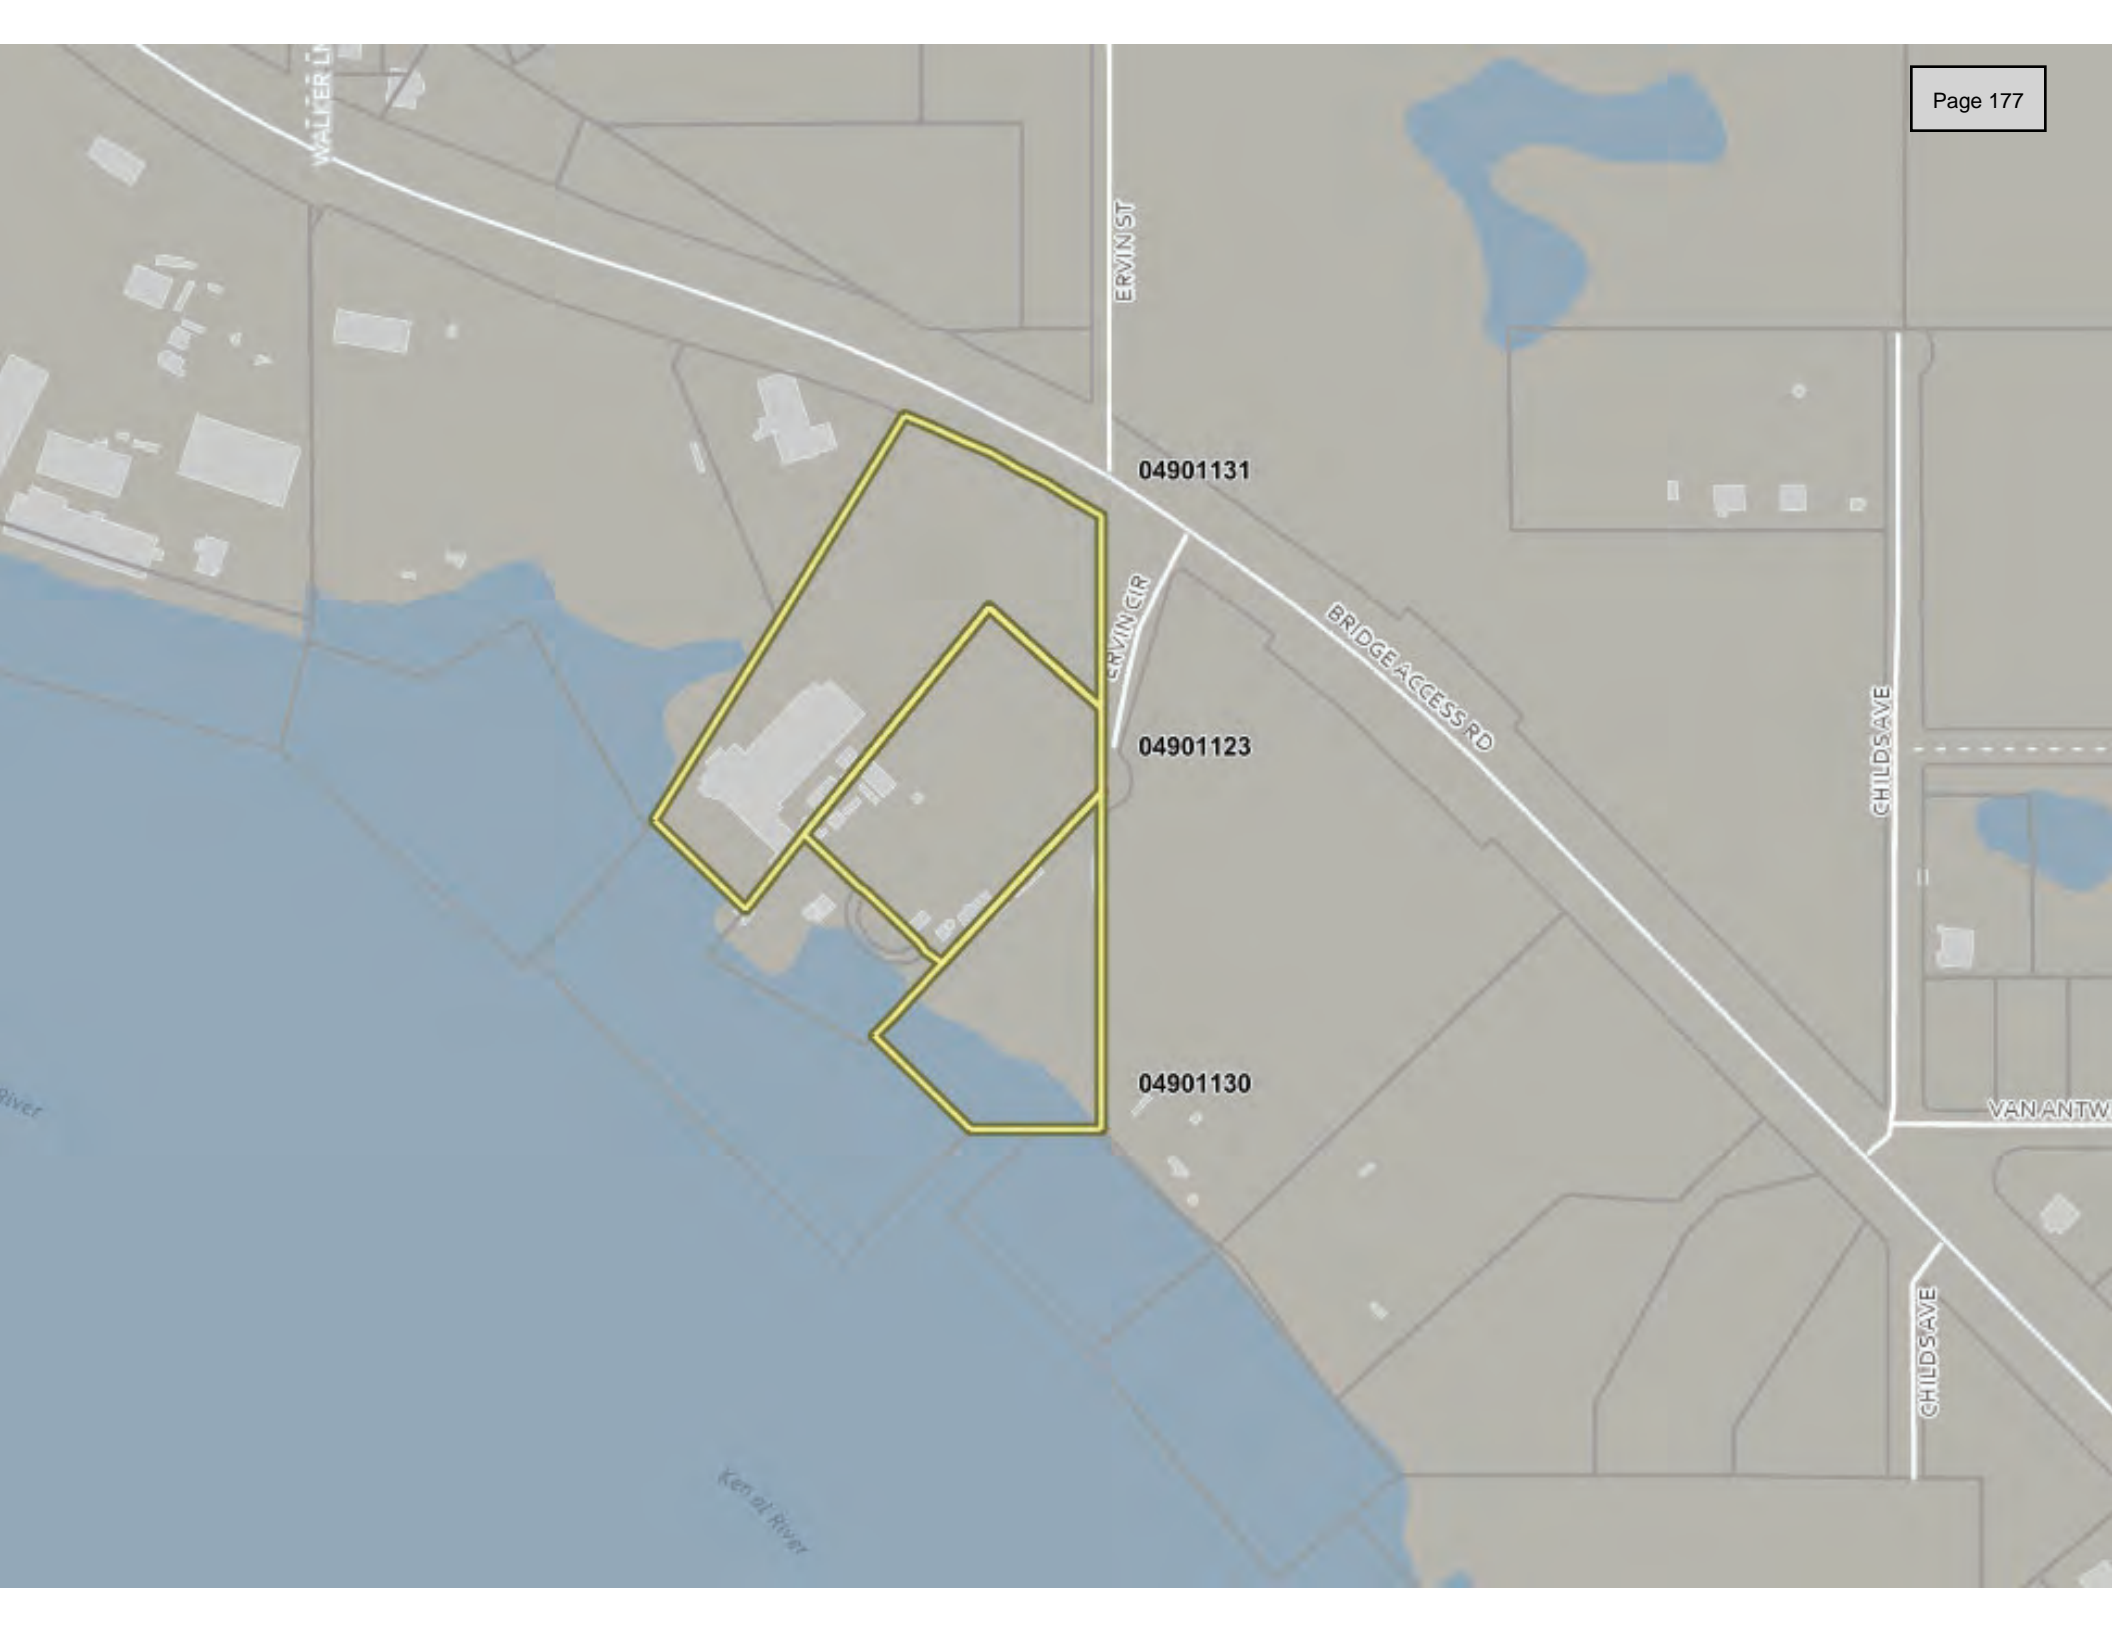 Page 177
WALKER LN
ERVIN ST
04901131
ERVIN CIR
BRIDGE ACCESS RD
04901123
CHILDS AVE
04901130
River
VAN ANTW
CHILDS AVE
Kenai River